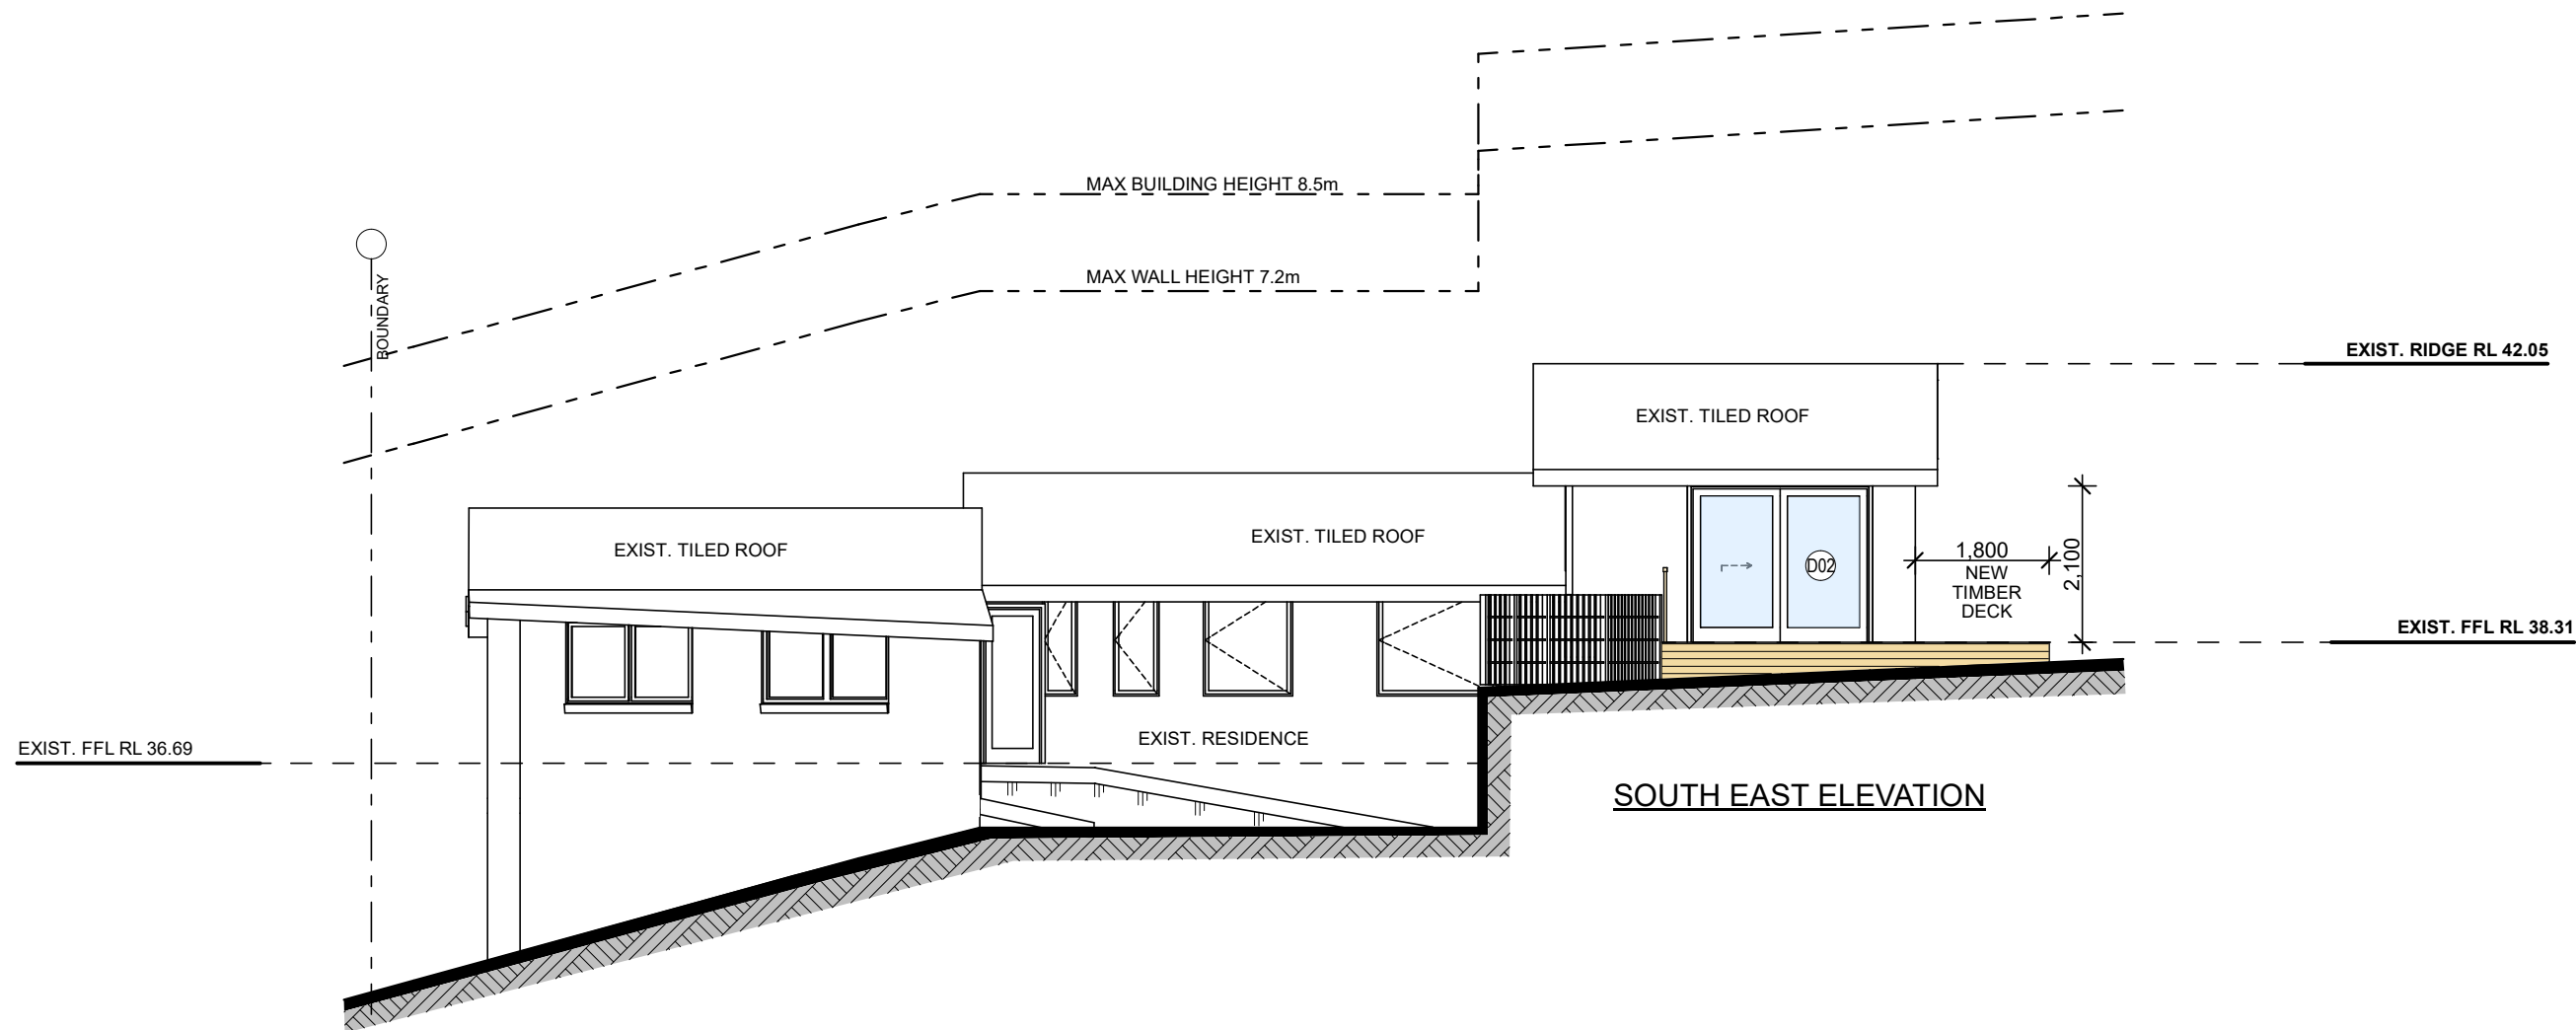 MAX BUILDING HEIGHT 8.5m
BOUNDARY
MAX WALL HEIGHT 7.2m
EXIST. RIDGE RL 42.05
EXIST. TILED ROOF
EXIST. TILED ROOF
EXIST. TILED ROOF
1,800
NEW
TIMBER
DECK
2,100
D02
EXIST. FFL RL 38.31
EXIST. RESIDENCE
EXIST. FFL RL 36.69
SOUTH EAST ELEVATION